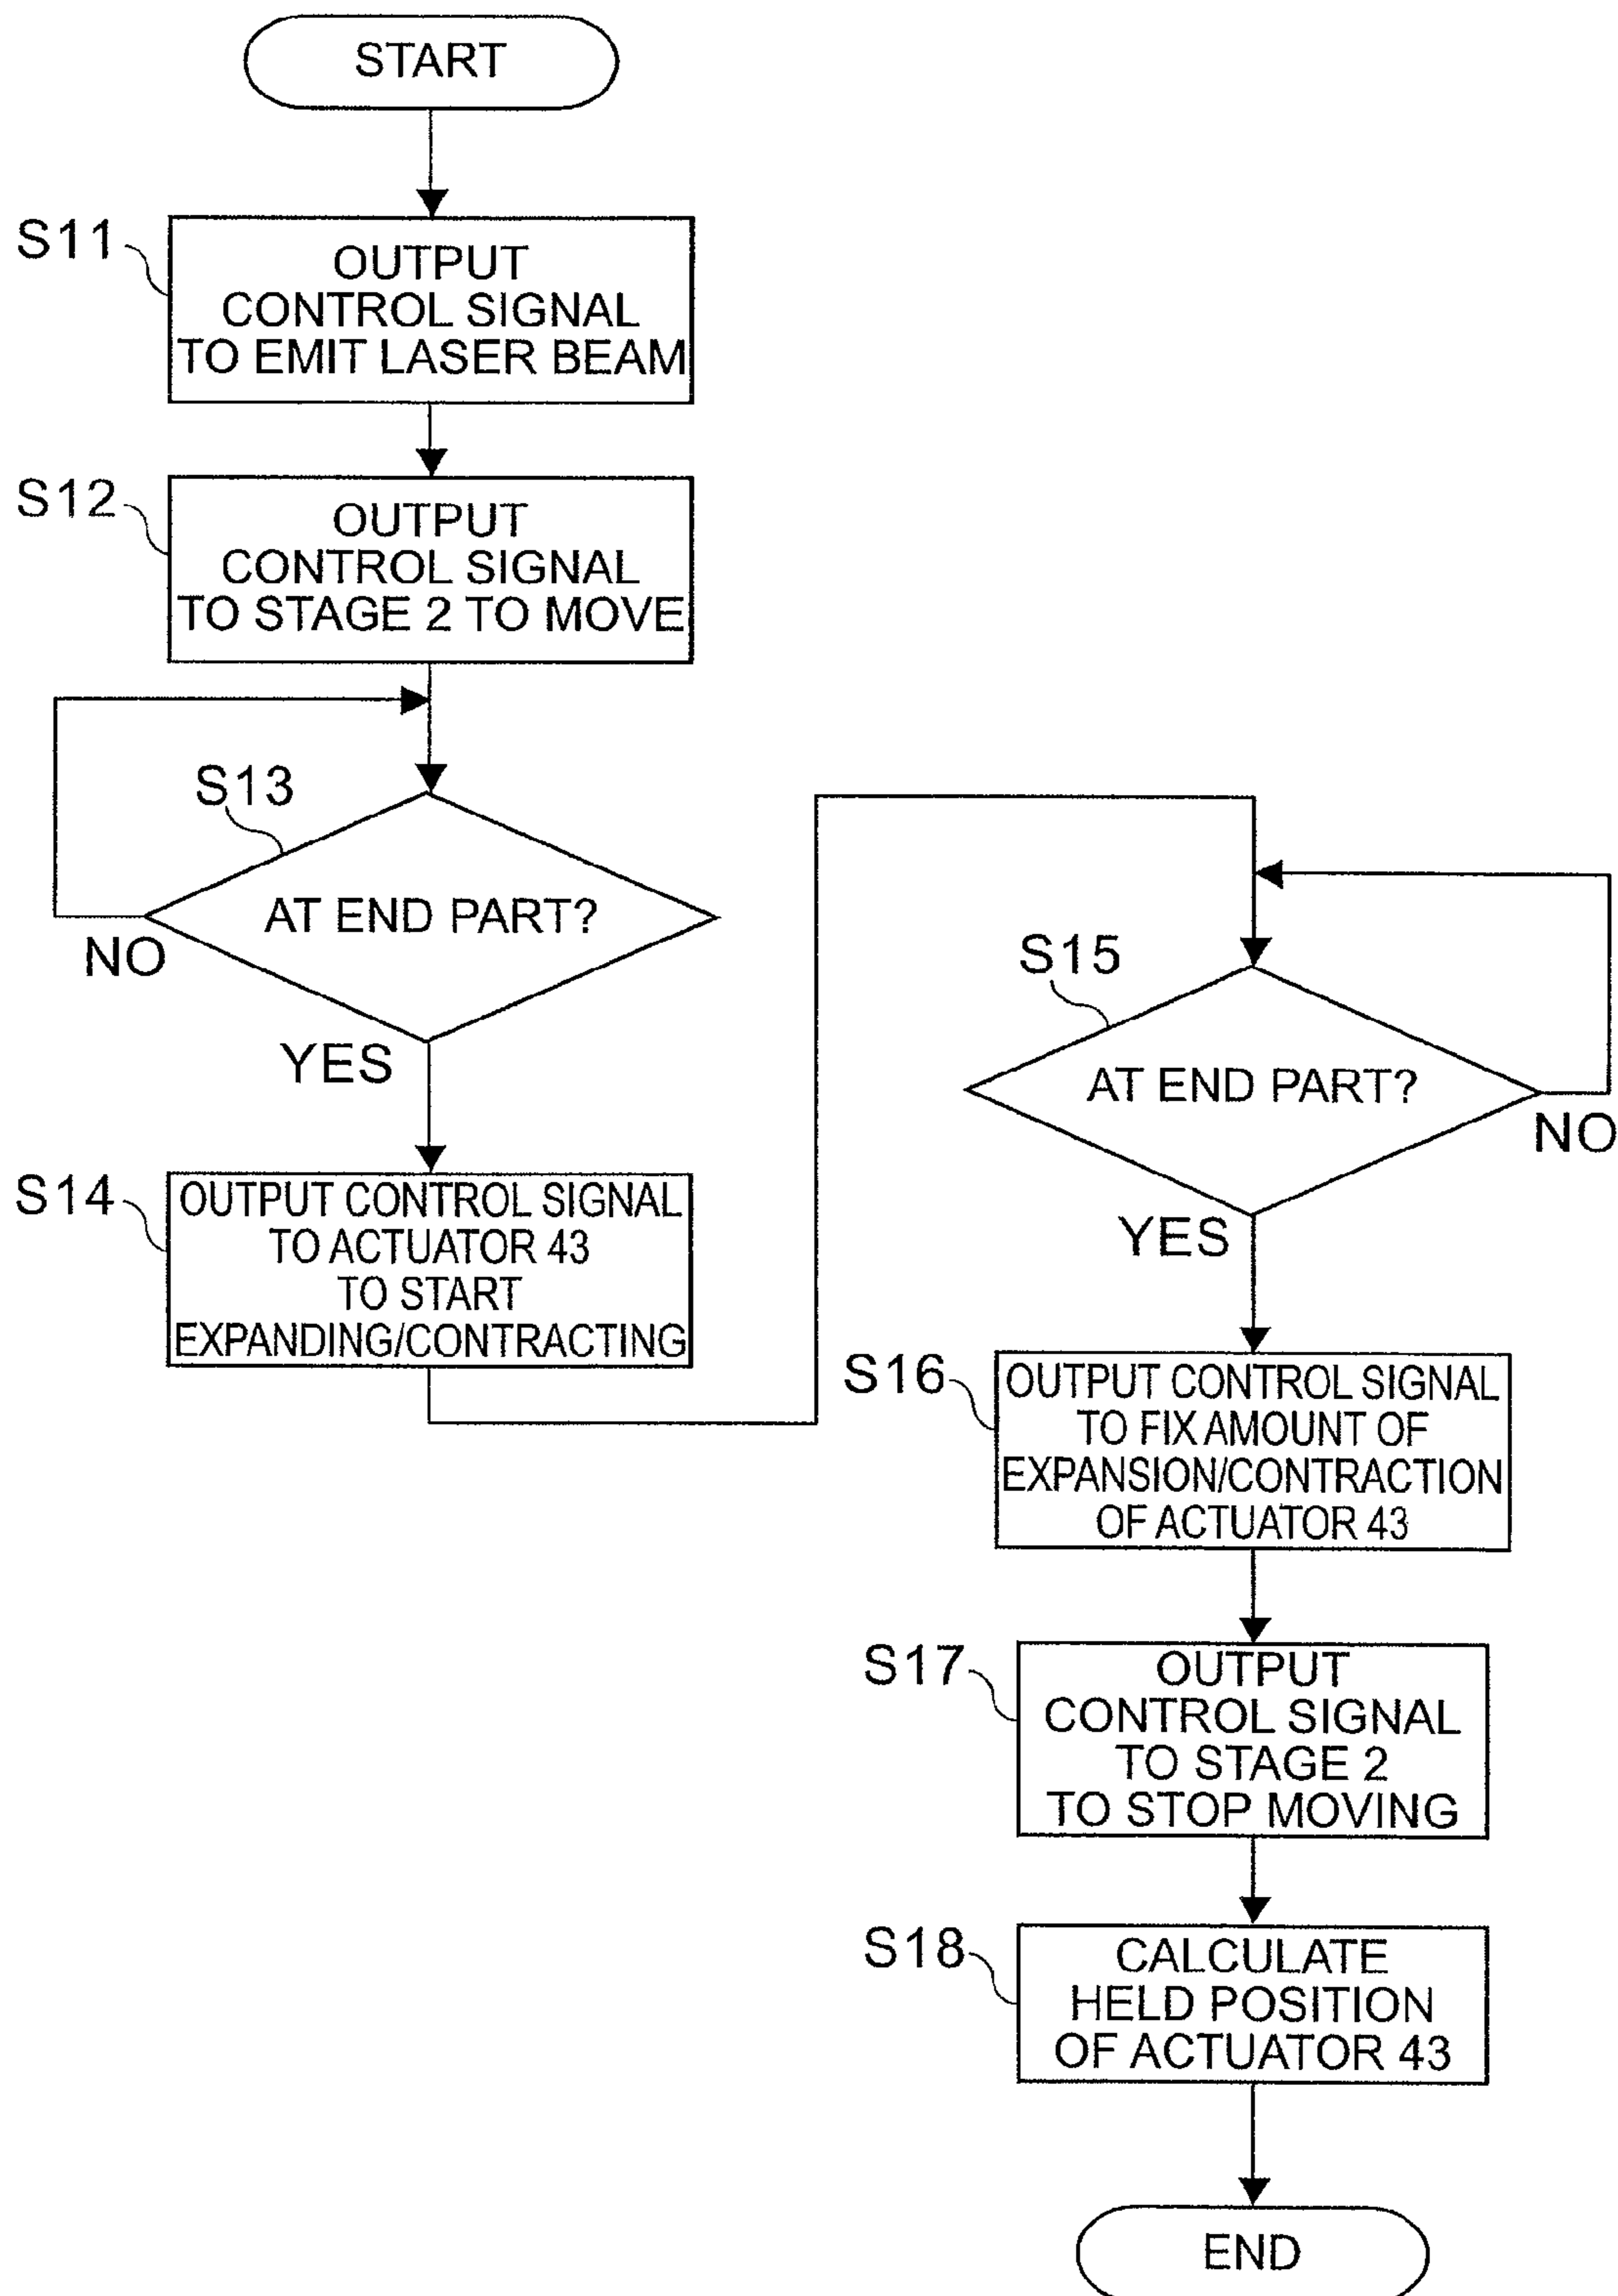 START
S11
OUTPUT
CONTROL SIGNAL
TO EMIT LASER BEAM
S12
OUTPUT
CONTROL SIGNAL
TO STAGE 2 TO MOVE
S13
AT END PART?
NO
YES
S14
OUTPUT CONTROL SIGNAL
TO ACTUATOR 43
TO START
EXPANDING/CONTRACTING
S15
AT END PART?
NO
YES
S16
OUTPUT CONTROL SIGNAL
TO FIX AMOUNT OF
EXPANSION/CONTRACTION
OF ACTUATOR 43
S17
OUTPUT
CONTROL SIGNAL
TO STAGE 2
TO STOP MOVING
S18
CALCULATE
HELD POSITION
OF ACTUATOR 43
END